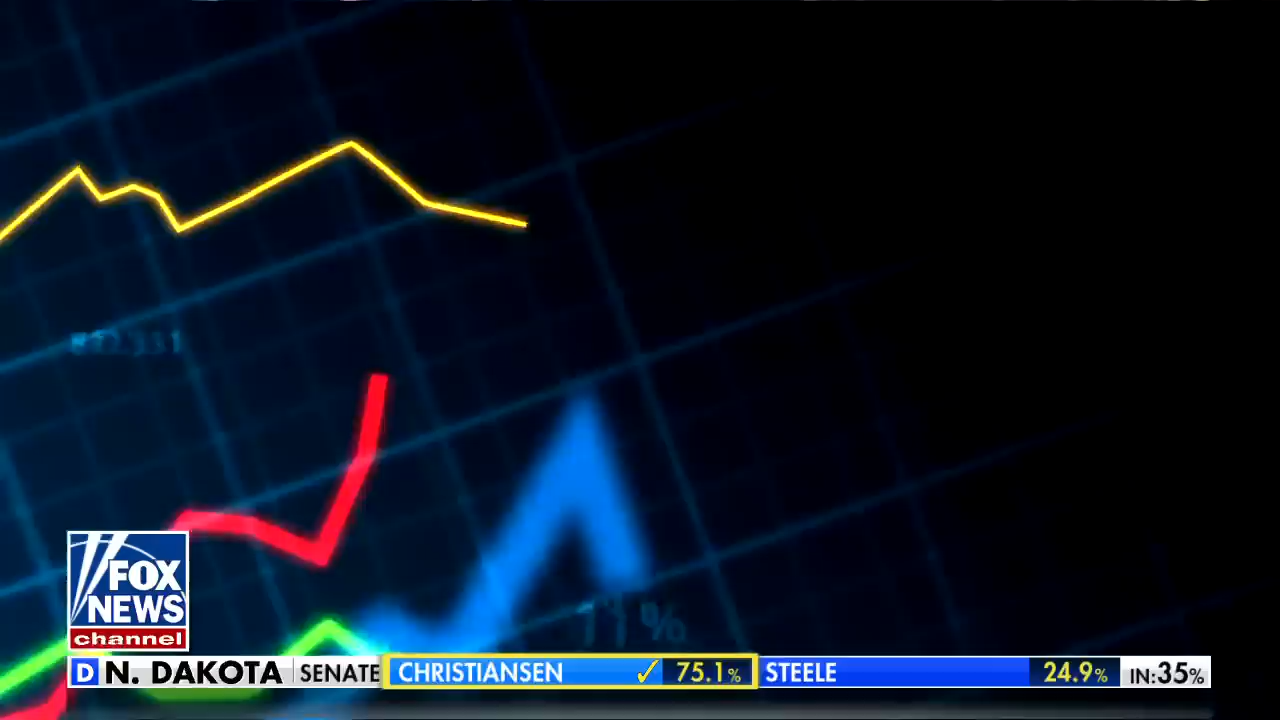 FOX
NEWS
channel
D N. DAKOTA SENATE CHRISTIANSEN ✓ 75.1% STEELE 24.9% IN:35%